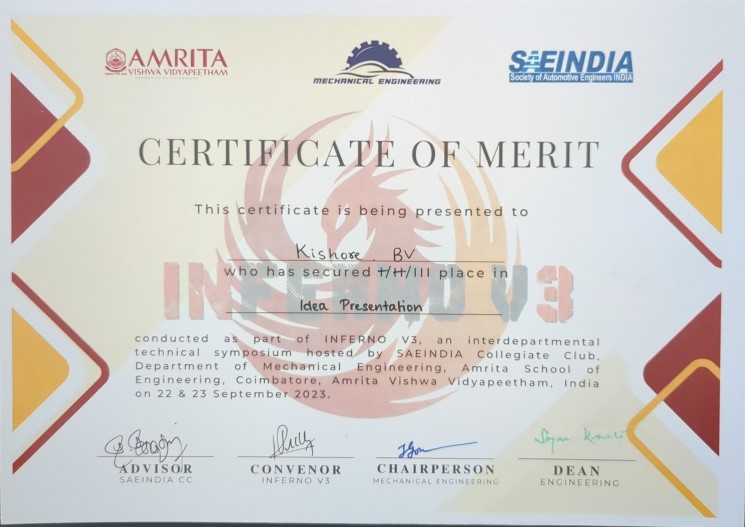 AMRITA
VISHWA VIDYAPEETHAM
MECHANICAL ENGINEERING
SAEINDIA
Society of Automotive Engineers INDIA
CERTIFICATE OF MERIT
This certificate is being presented to
Kishore BV
who has secured I/II/III place in
INFERNO V3
Idea Presentation
conducted as part of INFERNO V3, an interdepartmental
technical symposium hosted by SAEINDIA Collegiate Club,
Department of Mechanical Engineering, Amrita School of
Engineering, Coimbatore, Amrita Vishwa Vidyapeetham, India
on 22 & 23 September 2023.
ADVISOR
SAEINDIA CC
CONVENOR
INFERNO V3
CHAIRPERSON
MECHANICAL ENGINEERING
DEAN
ENGINEERING